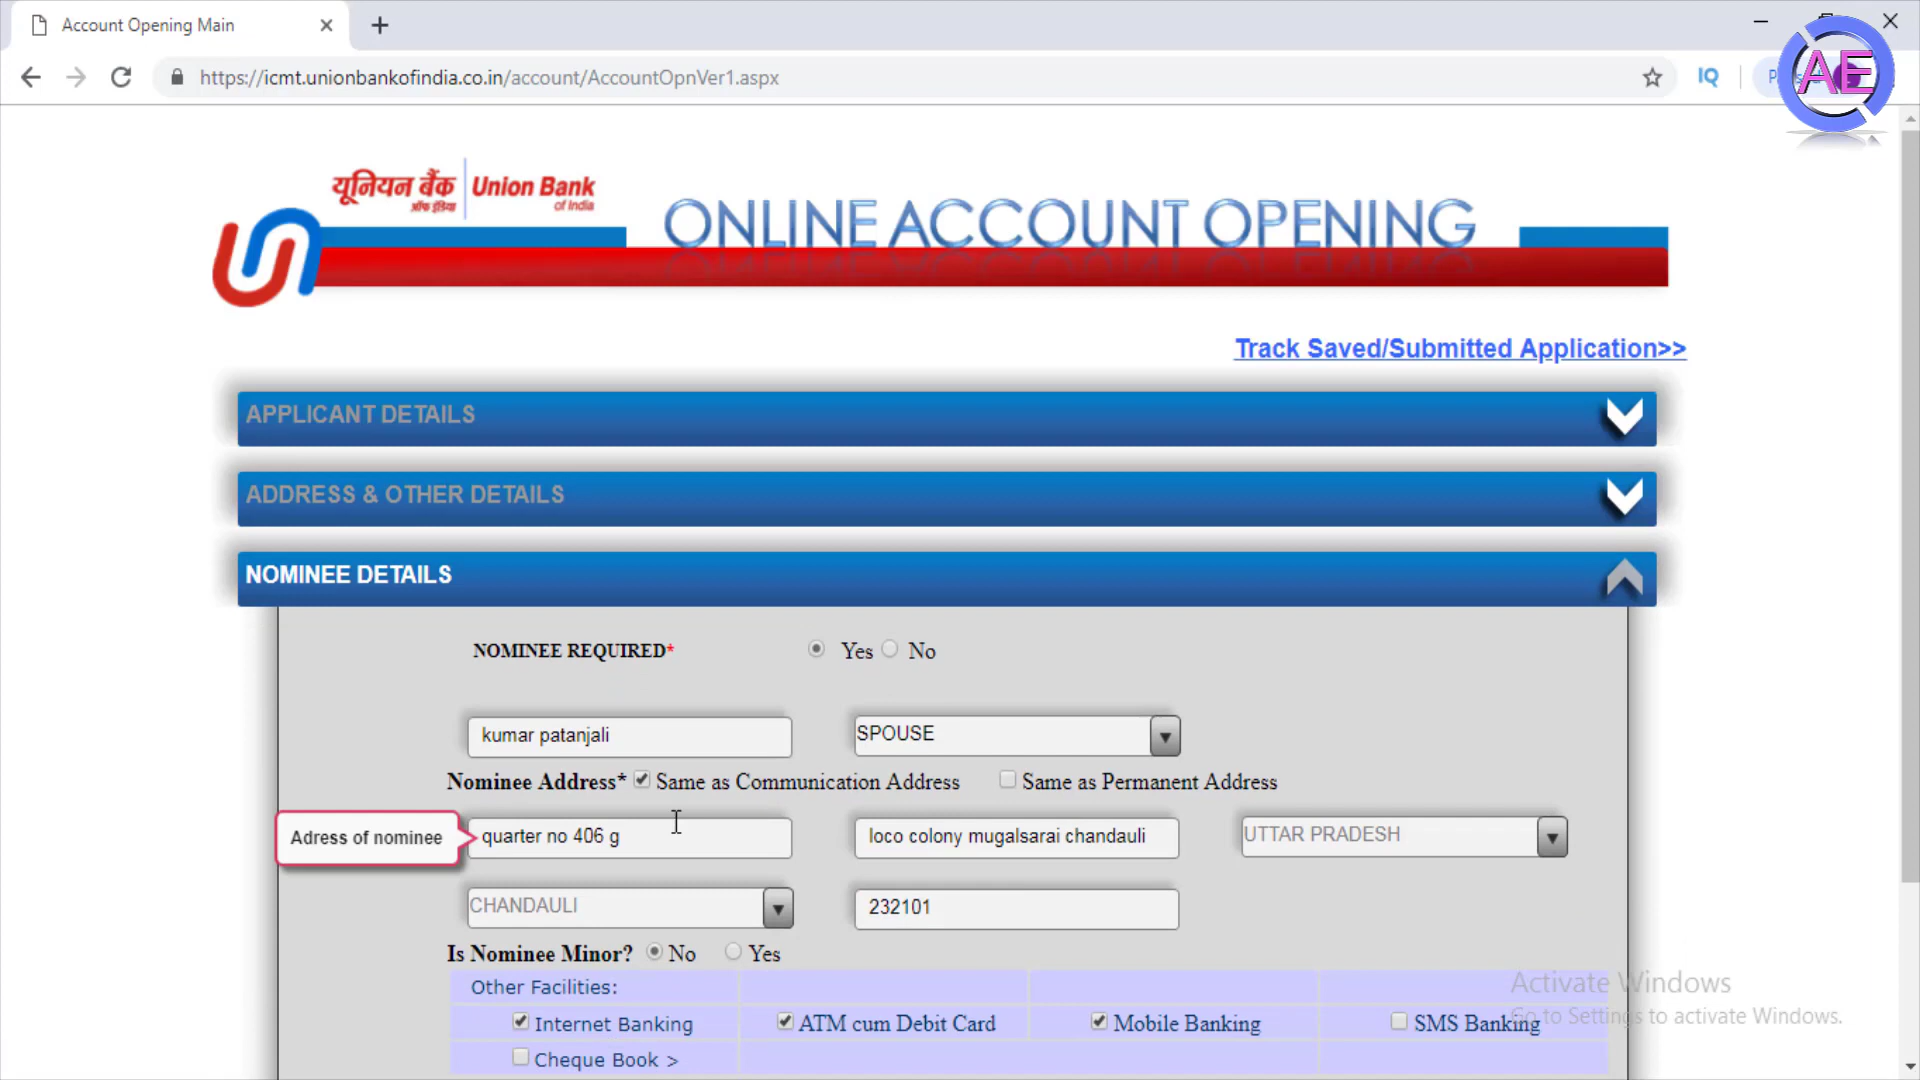 Account Opening Main
https://icmt.unionbankofindia.co.in/account/AccountOpnVer1.aspx
IQ
AE
यूनियन बैंक
ऑफ इंडिया
Union Bank
of India
ONLINE ACCOUNT OPENING
Track Saved/Submitted Application>>
APPLICANT DETAILS
ADDRESS & OTHER DETAILS
NOMINEE DETAILS
NOMINEE REQUIRED* Yes No
kumar patanjali SPOUSE
Nominee Address* Same as Communication Address Same as Permanent Address
Adress of nominee quarter no 406 g loco colony mugalsarai chandauli UTTAR PRADESH
CHANDAULI 232101
Is Nominee Minor? No Yes
Other Facilities:
Internet Banking ATM cum Debit Card Mobile Banking SMS Banking
Cheque Book >
Activate Windows
Go to Settings to activate Windows.